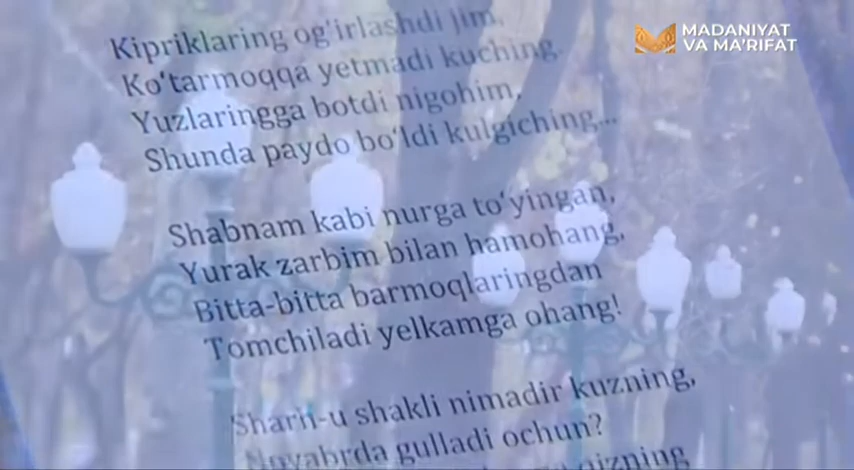 MADANIYAT
VA MA'RIFAT
Kipriklaring og'irlashdi jim,
Ko'tarmoqqa yetmadi kuching.
Yuzlaringga botdi nigohim,
Shunda paydo bo'ldi kulgiching...
Shabnam kabi nurga to'yingan,
Yurak zarbim bilan hamohang,
Bitta-bitta barmoqlaringdan
Tomchiladi yelkamga ohang!
Sharh-u shakli nimadir kuzning,
Noyabrda gulladi ochun?